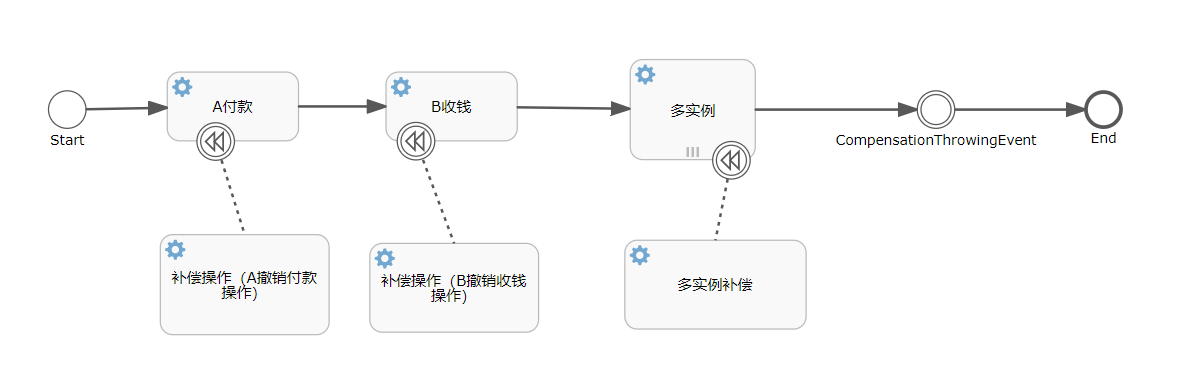 A付款
B收钱
多实例
Start
CompensationThrowingEvent
End
补偿操作（A撤销付款
操作）
补偿操作（B撤销收钱
操作）
多实例补偿